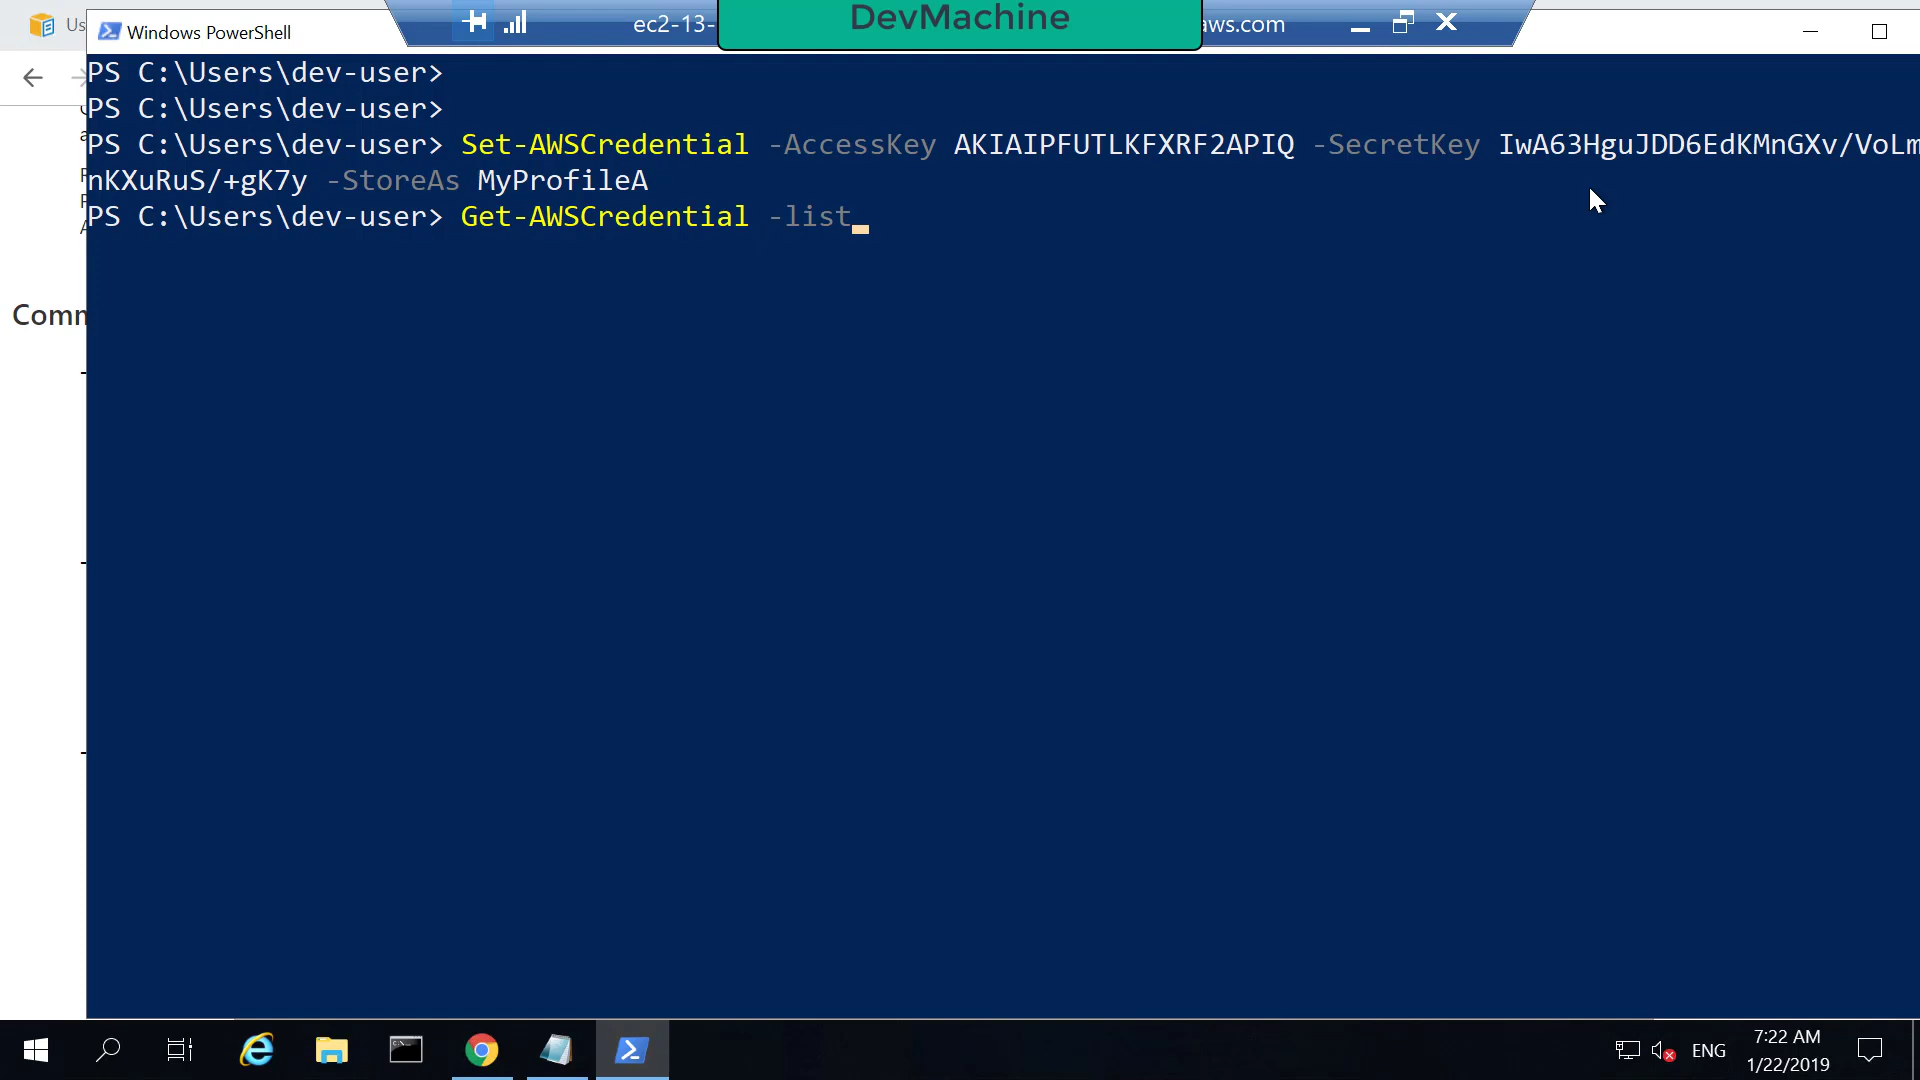 Us
Windows PowerShell
ec2-13-
DevMachine
aws.com
PS C:\Users\dev-user>
PS C:\Users\dev-user>
PS C:\Users\dev-user> Set-AWSCredential -AccessKey AKIAIPFUTLKFXRF2APIQ -SecretKey IwA63HguJDD6EdKMnGXv/VoLm
nKXuRuS/+gK7y -StoreAs MyProfileA
PS C:\Users\dev-user> Get-AWSCredential -list
Comm
ENG
7:22 AM
1/22/2019